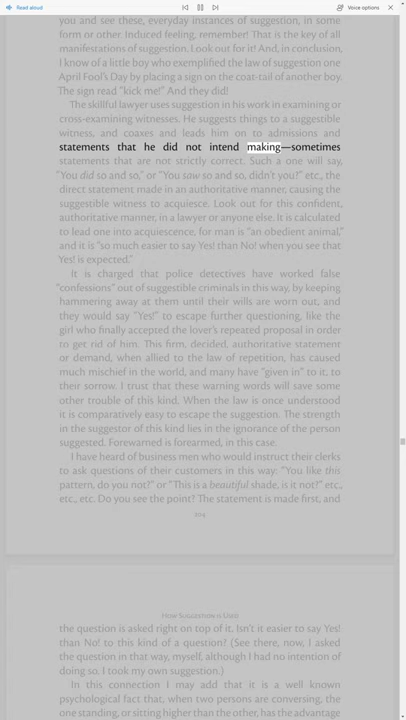 Read aloud
Voice options
you and see these, everyday instances of suggestion, in some
form or other. Induced feeling, remember! That is the key of all
manifestations of suggestion. Look out for it! And, in conclusion,
I know of a little boy who exemplified the law of suggestion one
April Fool's Day by placing a sign on the coat-tail of another boy.
The sign read "kick me!" And they did!
The skillful lawyer uses suggestion in his work in examining or
cross-examining witnesses. He suggests things to a suggestible
witness, and coaxes and leads him on to admissions and
statements that he did not intend making—sometimes
statements that are not strictly correct. Such a one will say,
"You did so and so," or "You saw so and so, didn't you?" etc., the
direct statement made in an authoritative manner, causing the
suggestible witness to acquiesce. Look out for this confident,
authoritative manner, in a lawyer or anyone else. It is calculated
to lead one into acquiescence, for man is "an obedient animal,"
and it is "so much easier to say Yes! than No! when you see that
Yes! is expected."
It is charged that police detectives have worked false
"confessions" out of suggestible criminals in this way, by keeping
hammering away at them until their wills are worn out, and
they would say "Yes!" to escape further questioning, like the
girl who finally accepted the lover's repeated proposal in order
to get rid of him. This firm, decided, authoritative statement
or demand, when allied to the law of repetition, has caused
much mischief in the world, and many have "given in" to it, to
their sorrow. I trust that these warning words will save some
other trouble of this kind. When the law is once understood
it is comparatively easy to escape the suggestion. The strength
in the suggestor of this kind lies in the ignorance of the person
suggested. Forewarned is forearmed, in this case.
I have heard of business men who would instruct their clerks
to ask questions of their customers in this way: "You like this
pattern, do you not?" or "This is a beautiful shade, is it not?" etc.,
etc., etc. Do you see the point? The statement is made first, and
204
How Suggestion is Used
the question is asked right on top of it. Isn't it easier to say Yes!
than No! to this kind of a question? (See there, now, I asked
the question in that way, myself, although I had no intention of
doing so. I took my own suggestion.)
In this connection I may add that it is a well known
psychological fact that, when two persons are conversing, the
one standing, or sitting higher than the other, has the advantage